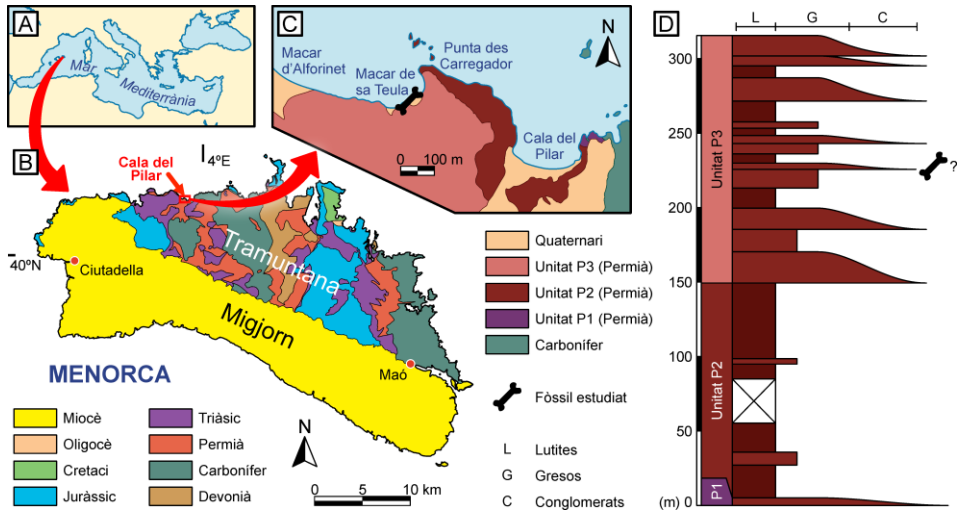 A
Mar
Mediterrània
B
4ºE
Cala del
Pilar
40ºN
Ciutadella
Tramuntana
Migjorn
Maó
MENORCA
Miocè
Oligocè
Cretaci
Juràssic
Triàsic
Permià
Carbonífer
Devonià
N
0 5 10 km
C
Macar
d'Alforinet
Macar de
sa Teula
Punta des
Carregador
N
Cala del
Pilar
0 100 m
Quaternari
Unitat P3 (Permià)
Unitat P2 (Permià)
Unitat P1 (Permià)
Carbonífer
Fòssil estudiat
L Lutites
G Gresos
C Conglomerats
D
L G C
300
250
200
150
100
50
(m) 0
Unitat P3
Unitat P2
P1
?